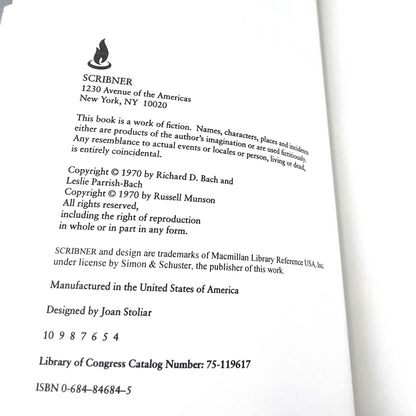 SCRIBNER
1230 Avenue of the Americas
New York, NY 10020
This book is a work of fiction. Names, characters, places and incidents
either are products of the author's imagination or are used fictitiously.
Any resemblance to actual events or locales or person, living or dead,
is entirely coincidental.
Copyright © 1970 by Richard D. Bach and
Leslie Parrish-Bach
Copyright © 1970 by Russell Munson
All rights reserved,
including the right of reproduction
in whole or in part in any form.
SCRIBNER and design are trademarks of Macmillan Library Reference USA, Inc.
under license by Simon & Schuster, the publisher of this work.
Manufactured in the United States of America
Designed by Joan Stoliar
10 9 8 7 6 5 4
Library of Congress Catalog Number: 75-119617
ISBN 0-684-84684-5